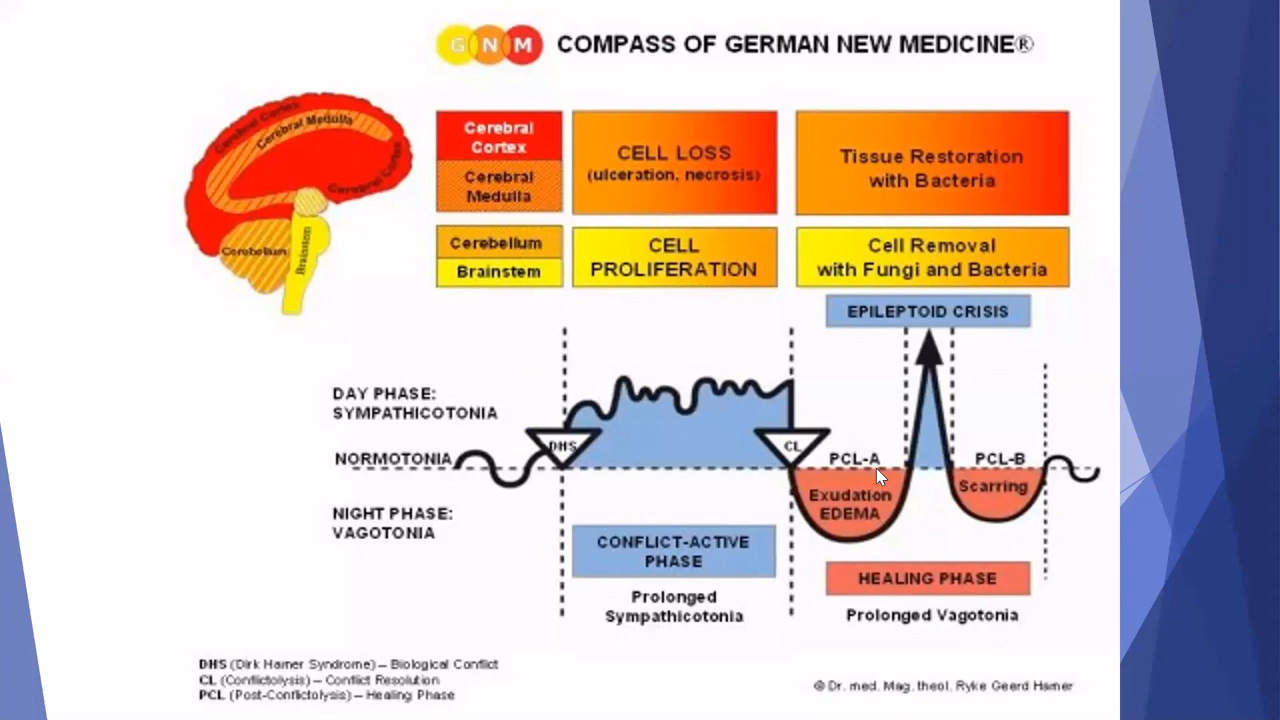 GNM COMPASS OF GERMAN NEW MEDICINE®
Cerebral Cortex
Cerebral Medulla
Cerebral Cortex
Cerebellum
Brainstem
Cerebral
Cortex
Cerebral
Medulla
CELL LOSS
(ulceration, necrosis)
Tissue Restoration
with Bacteria
Cerebellum
Brainstem
CELL
PROLIFERATION
Cell Removal
with Fungi and Bacteria
EPILEPTOID CRISIS
DAY PHASE:
SYMPATHICOTONIA
NORMOTONIA
DHS
CL
PCL-A
PCL-B
Exudation
EDEMA
Scarring
NIGHT PHASE:
VAGOTONIA
CONFLICT-ACTIVE
PHASE
HEALING PHASE
Prolonged
Sympathicotonia
Prolonged Vagotonia
DHS (Dirk Hamer Syndrome) – Biological Conflict
CL (Conflictolysis) – Conflict Resolution
PCL (Post-Conflictolysis) – Healing Phase
© Dr. med. Mag. theol. Ryke Geerd Hamer